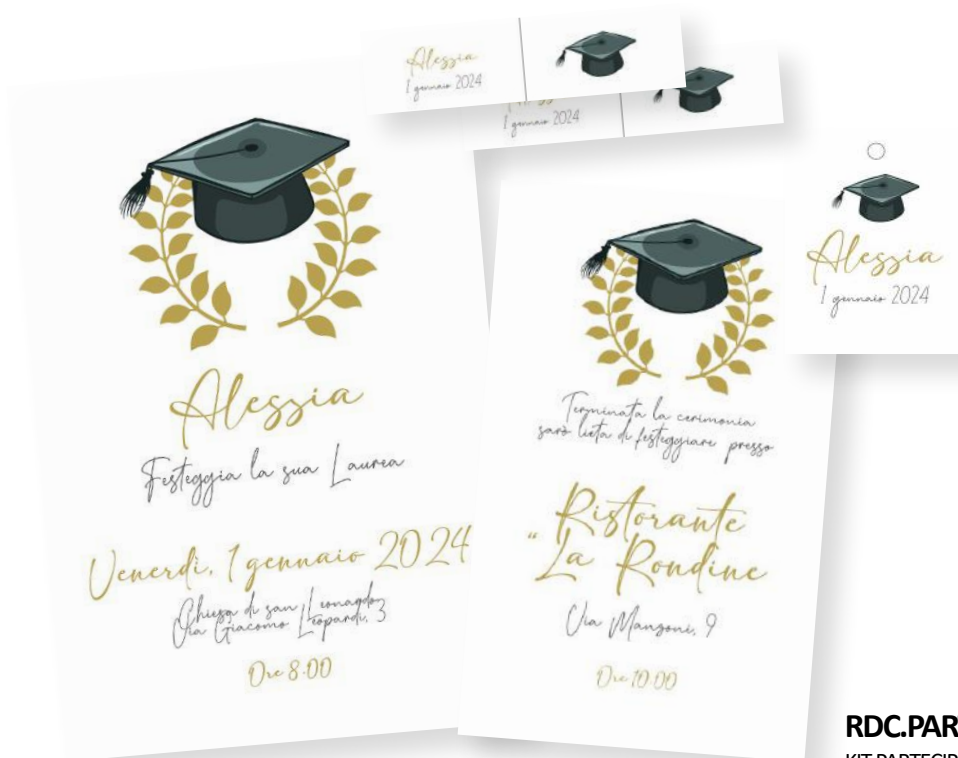 Alessia
1 gennaio 2024
1 gennaio 2024
Alessia
1 gennaio 2024
Alessia
Festeggia la sua Laurea
Venerdì, 1 gennaio 2024
Chiesa di san Leonardo
Via Giacomo Leopardi, 3
Ore 8.00
Terminata la cerimonia
sarò lieta di festeggiare presso
Ristorante
"La Rondine
Via Manzoni, 9
Ore 10.00
RDC.PAR
KIT PARTECIP